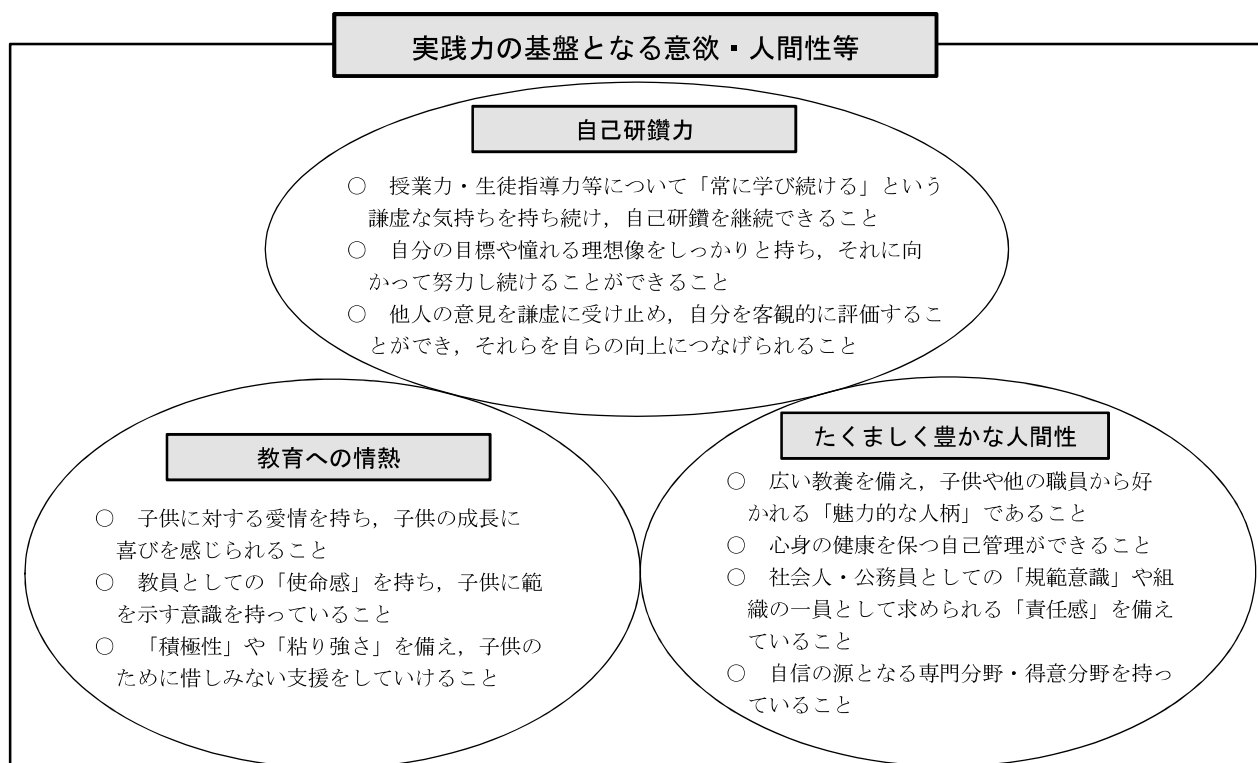 実践力の基盤となる意欲・人間性等
自己研鑽力
○　授業力・生徒指導力等について「常に学び続ける」という
謙虚な気持ちを持ち続け，自己研鑽を継続できること
○　自分の目標や憧れる理想像をしっかりと持ち，それに向
かって努力し続けることができること
○　他人の意見を謙虚に受け止め，自分を客観的に評価するこ
とができ，それらを自らの向上につなげられること
教育への情熱
○　子供に対する愛情を持ち，子供の成長に
喜びを感じられること
○　教員としての「使命感」を持ち，子供に範
を示す意識を持っていること
○　「積極性」や「粘り強さ」を備え，子供の
ために惜しみない支援をしていけること
たくましく豊かな人間性
○　広い教養を備え，子供や他の職員から好
かれる「魅力的な人柄」であること
○　心身の健康を保つ自己管理ができること
○　社会人・公務員としての「規範意識」や組
織の一員として求められる「責任感」を備え
ていること
○　自信の源となる専門分野・得意分野を持っ
ていること